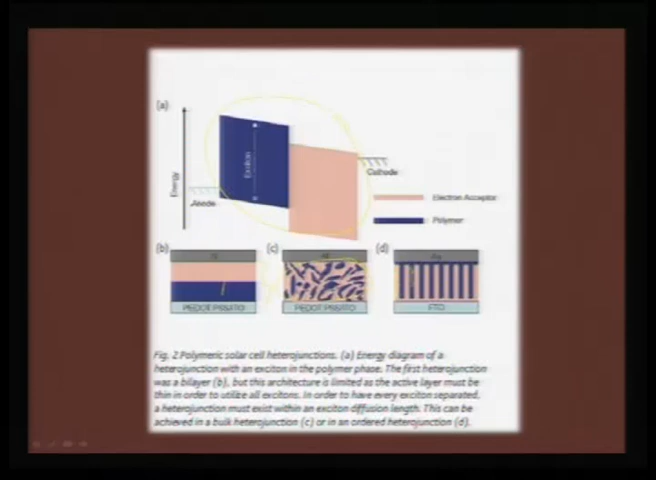 (a)
Energy
Exciton
Anode
Cathode
Electron Acceptor
Polymer
(b)
(c)
(d)
Al
Al
Ag
PEDOT:PSS/ITO
PEDOT:PSS/ITO
FTO
Fig. 2 Polymeric solar cell heterojunctions. (a) Energy diagram of a
heterojunction with an exciton in the polymer phase. The first heterojunction
was a bilayer (b), but this architecture is limited as the active layer must be
thin in order to utilize all excitons. In order to have every exciton separated,
a heterojunction must exist within an exciton diffusion length. This can be
achieved in a bulk heterojunction (c) or in an ordered heterojunction (d).